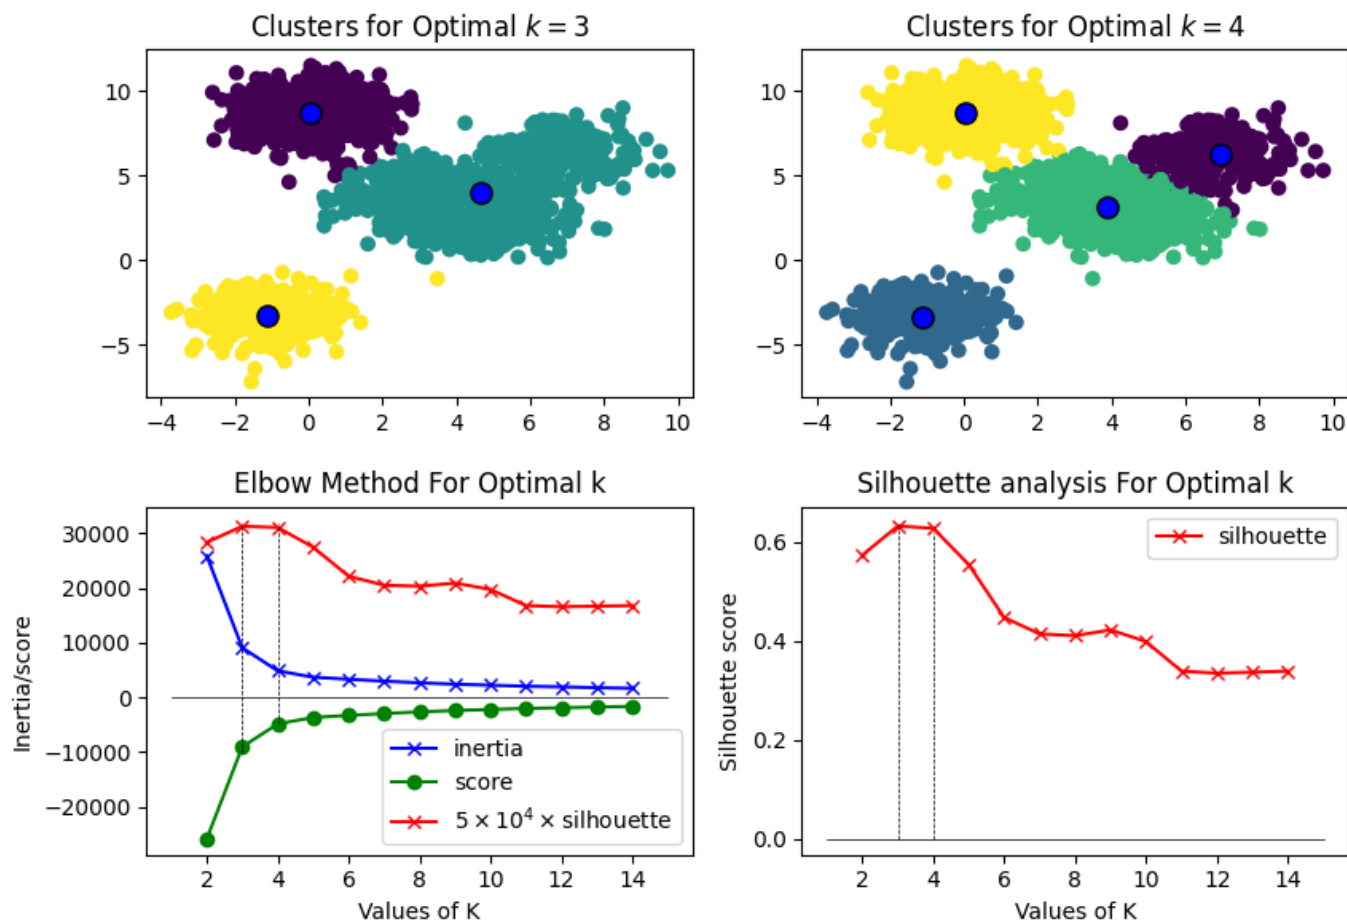 Clusters for Optimal k = 3
10
5
0
−5
−4 −2 0 2 4 6 8 10
Clusters for Optimal k = 4
10
5
0
−5
−4 −2 0 2 4 6 8 10
Elbow Method For Optimal k
Inertia/score
30000
20000
10000
0
−10000
−20000
inertia
score
5 × 10⁴ × silhouette
2 4 6 8 10 12 14
Values of K
Silhouette analysis For Optimal k
Silhouette score
silhouette
0.6
0.4
0.2
0.0
2 4 6 8 10 12 14
Values of K